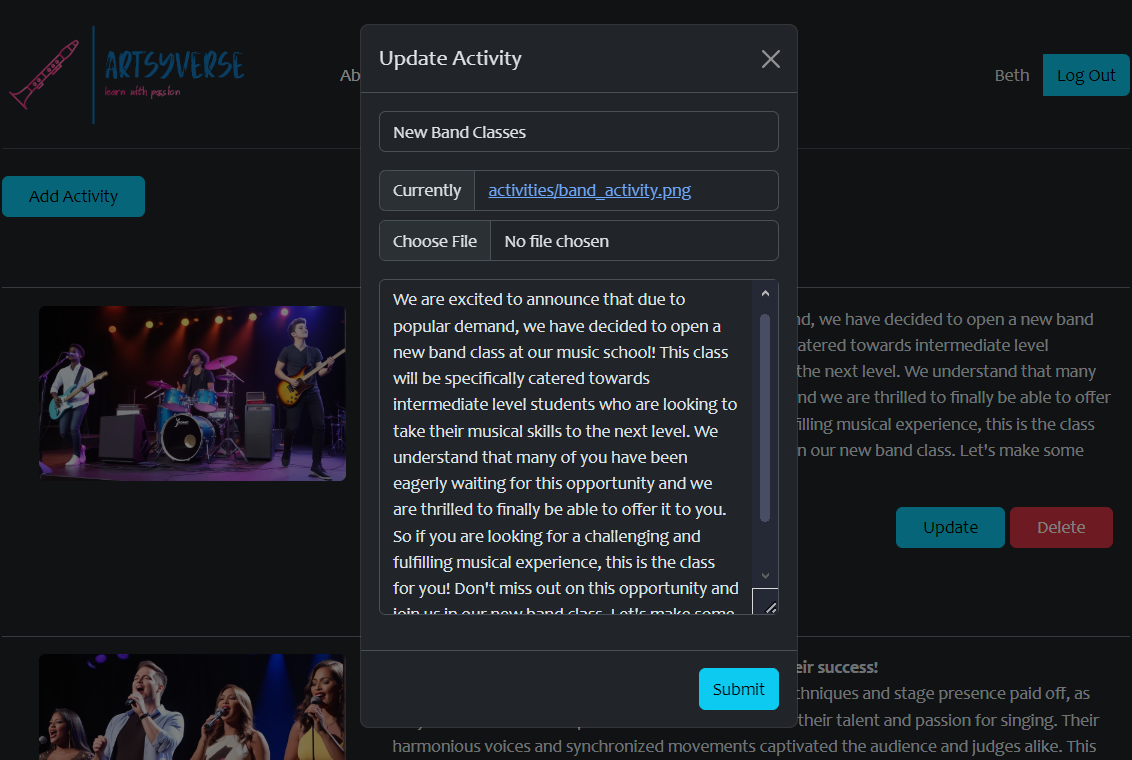 ARTSYVERSE
learn with passion
Ab
Beth
Log Out
Add Activity
Update Activity
New Band Classes
Currently
activities/band_activity.png
Choose File
No file chosen
We are excited to announce that due to
popular demand, we have decided to open a
new band class at our music school! This class
will be specifically catered towards
intermediate level students who are looking to
take their musical skills to the next level. We
understand that many of you have been
eagerly waiting for this opportunity and we
are thrilled to finally be able to offer it to you.
So if you are looking for a challenging and
fulfilling musical experience, this is the class
for you! Don't miss out on this opportunity and
join us in our new band class. Let's make some
Submit
nd, we have decided to open a new band
atered towards intermediate level
the next level. We understand that many
nd we are thrilled to finally be able to offer
filling musical experience, this is the class
n our new band class. Let's make some
Update
Delete
eir success!
chniques and stage presence paid off, as
their talent and passion for singing. Their
harmonious voices and synchronized movements captivated the audience and judges alike. This